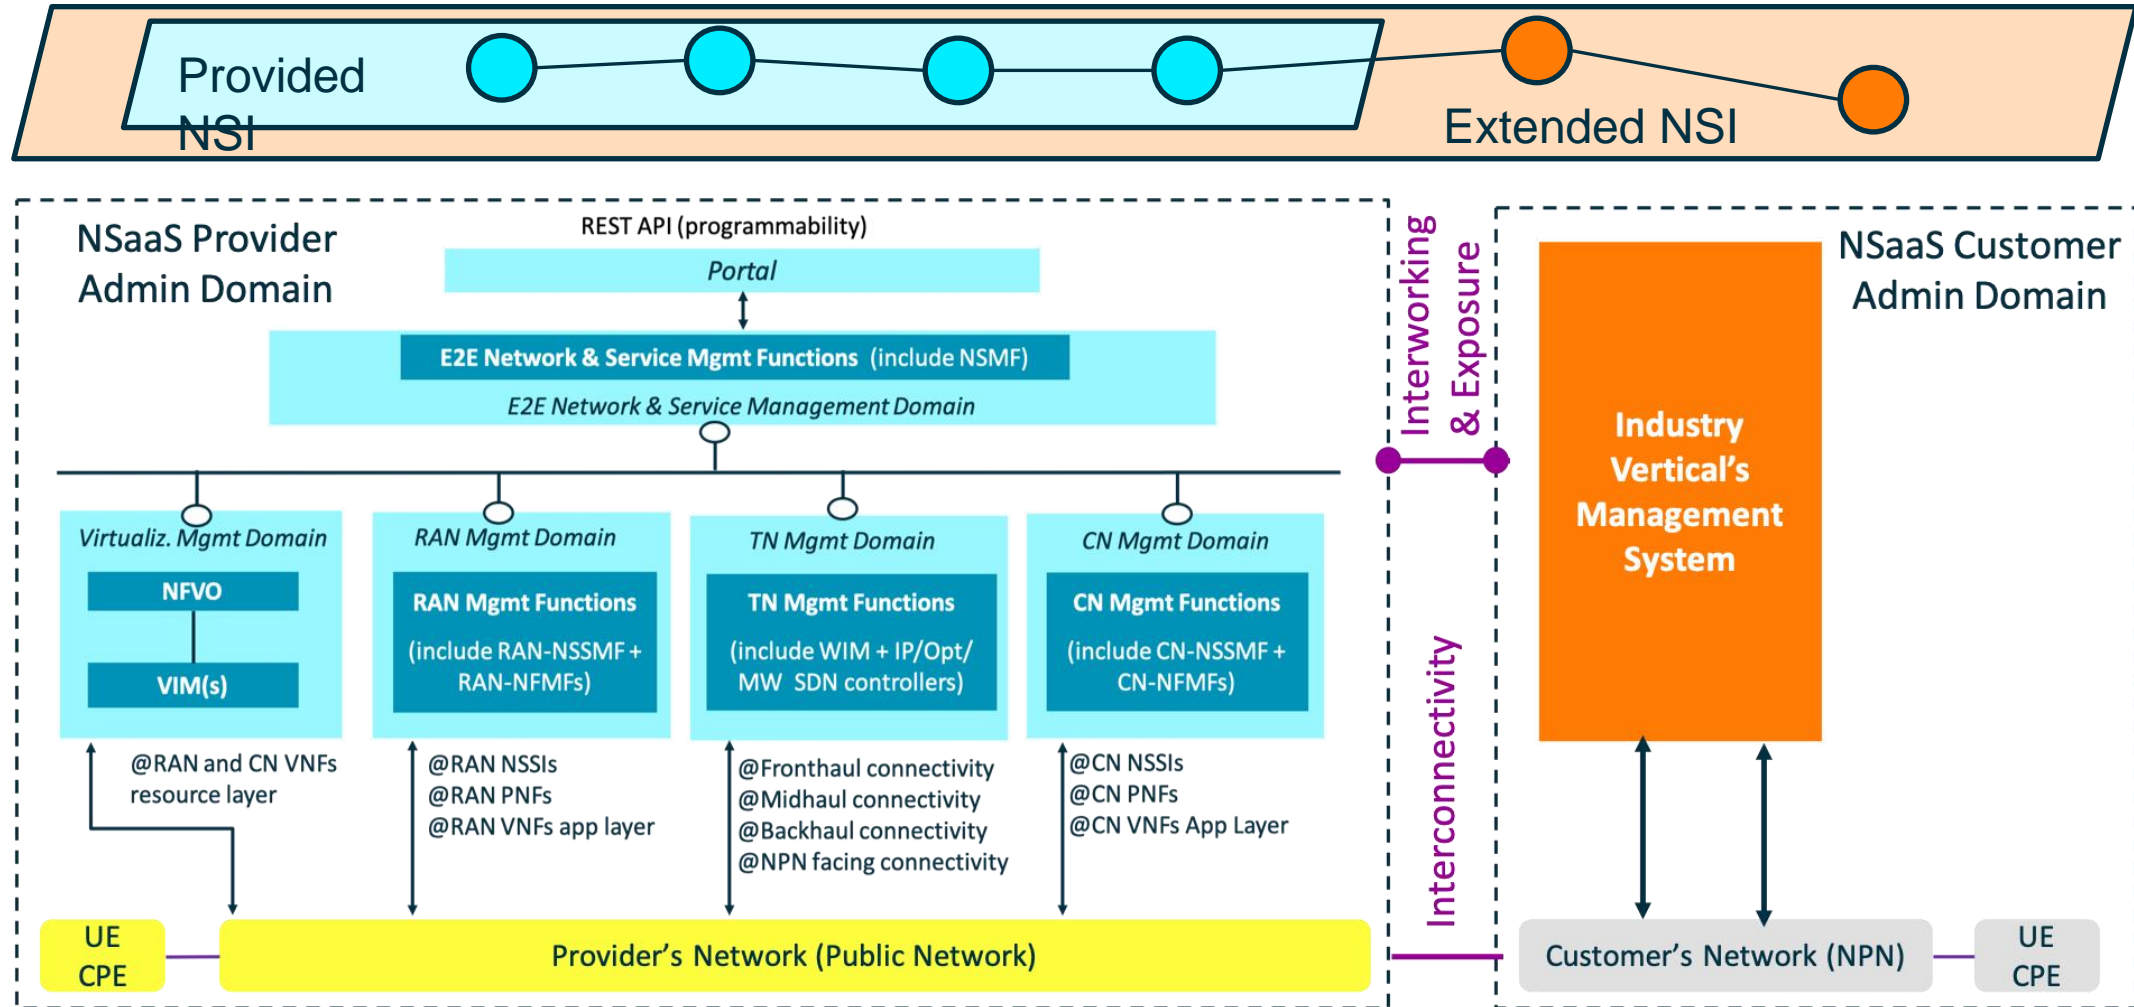 Provided
NSI
Extended NSI
NSaaS Provider
Admin Domain
REST API (programmability)
Portal
E2E Network & Service Mgmt Functions (include NSMF)
E2E Network & Service Management Domain
Virtualiz. Mgmt Domain
NFVO
VIM(s)
RAN Mgmt Domain
RAN Mgmt Functions
(include RAN-NSSMF +
RAN-NFMFs)
TN Mgmt Domain
TN Mgmt Functions
(include WIM + IP/Opt/
MW SDN controllers)
CN Mgmt Domain
CN Mgmt Functions
(include CN-NSSMF +
CN-NFMFs)
@RAN and CN VNFs
resource layer
@RAN NSSIs
@RAN PNFs
@RAN VNFs app layer
@Fronthaul connectivity
@Midhaul connectivity
@Backhaul connectivity
@NPN facing connectivity
@CN NSSIs
@CN PNFs
@CN VNFs App Layer
UE
CPE
Provider's Network (Public Network)
Interworking
& Exposure
Interconnectivity
NSaaS Customer
Admin Domain
Industry
Vertical's
Management
System
Customer's Network (NPN)
UE
CPE